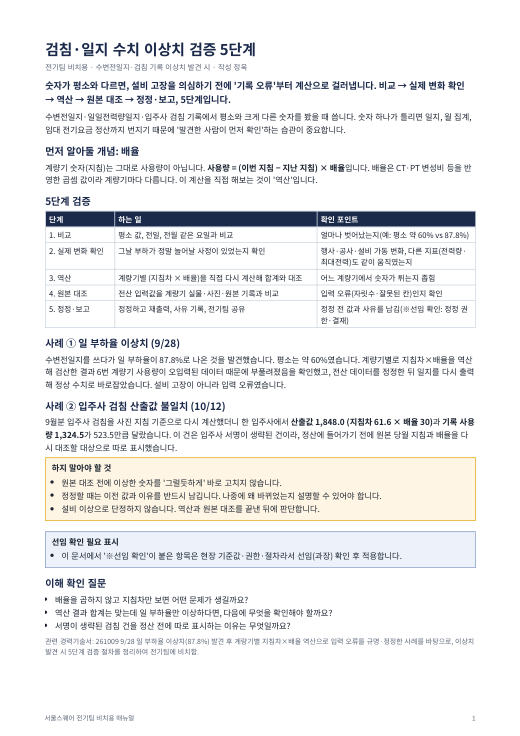 검침·일지 수치 이상치 검증 5단계
전기팀 비치용 · 수변전일지·검침 기록 이상치 발견 시 · 작성 정욱
숫자가 평소와 다르면, 설비 고장을 의심하기 전에 '기록 오류'부터 계산으로 걸러냅니다. 비교 → 실제 변화 확인
→ 역산 → 원본 대조 → 정정·보고, 5단계입니다.
수변전일지·일일전력량일지·입주사 검침 기록에서 평소와 크게 다른 숫자를 봤을 때 씁니다. 숫자 하나가 틀리면 일지, 월 집계,
임대 전기요금 정산까지 번지기 때문에 '발견한 사람이 먼저 확인'하는 습관이 중요합니다.
먼저 알아둘 개념: 배율
계량기 숫자(지침)는 그대로 사용량이 아닙니다. 사용량 = (이번 지침 − 지난 지침) × 배율입니다. 배율은 CT·PT 변성비 등을 반
영한 곱셈 값이라 계량기마다 다릅니다. 이 계산을 직접 해보는 것이 '역산'입니다.
5단계 검증
단계 하는 일 확인 포인트
1. 비교 평소 값, 전일, 전월 같은 요일과 비교 얼마나 벗어났는지(예: 평소 약 60% vs 87.8%)
2. 실제 변화 확인 그날 부하가 정말 늘어날 사정이 있었는지 확인 행사·공사·설비 가동 변화, 다른 지표(전력량·
최대전력)도 같이 움직였는지
3. 역산 계량기별 (지침차 × 배율)을 직접 다시 계산해 합계와 대조 어느 계량기에서 숫자가 튀는지 좁힘
4. 원본 대조 전산 입력값을 계량기 실물·사진·원본 기록과 비교 입력 오류(자릿수·잘못된 칸)인지 확인
5. 정정·보고 정정하고 재출력, 사유 기록, 전기팀 공유 정정 전 값과 사유를 남김(※선임 확인: 정정 권
한·결재)
사례 ① 일 부하율 이상치 (9/28)
수변전일지를 쓰다가 일 부하율이 87.8%로 나온 것을 발견했습니다. 평소는 약 60%였습니다. 계량기별로 지침차×배율을 역산
해 검산한 결과 6번 계량기 사용량이 오입력된 데이터 때문에 부풀려졌음을 확인했고, 전산 데이터를 정정한 뒤 일지를 다시 출력
해 정상 수치로 바로잡았습니다. 설비 고장이 아니라 입력 오류였습니다.
사례 ② 입주사 검침 산출값 불일치 (10/12)
9월분 입주사 검침을 사진 지침 기준으로 다시 계산했더니 한 입주사에서 산출값 1,848.0 (지침차 61.6 × 배율 30)과 기록 사용
량 1,324.5가 523.5만큼 달랐습니다. 이 건은 입주사 서명이 생략된 건이라, 정산에 들어가기 전에 원본 당월 지침과 배율을 다
시 대조할 대상으로 따로 표시했습니다.
하지 말아야 할 것
• 원본 대조 전에 이상한 숫자를 '그럴듯하게' 바로 고치지 않습니다.
• 정정할 때는 이전 값과 이유를 반드시 남깁니다. 나중에 왜 바뀌었는지 설명할 수 있어야 합니다.
• 설비 이상으로 단정하지 않습니다. 역산과 원본 대조를 끝낸 뒤에 판단합니다.
선임 확인 필요 표시
• 이 문서에서 '※선임 확인'이 붙은 항목은 현장 기준값·권한·절차라서 선임(과장) 확인 후 적용합니다.
이해 확인 질문
• 배율을 곱하지 않고 지침차만 보면 어떤 문제가 생길까요?
• 역산 결과 합계는 맞는데 일 부하율만 이상하다면, 다음에 무엇을 확인해야 할까요?
• 서명이 생략된 검침 건을 정산 전에 따로 표시하는 이유는 무엇일까요?
관련 경력기술서: 261009 9/28 일 부하율 이상치(87.8%) 발견 후 계량기별 지침차×배율 역산으로 입력 오류를 규명·정정한 사례를 바탕으로, 이상치
발견 시 5단계 검증 절차를 정리하여 전기팀에 비치함.
서울스퀘어 전기팀 비치용 매뉴얼 1